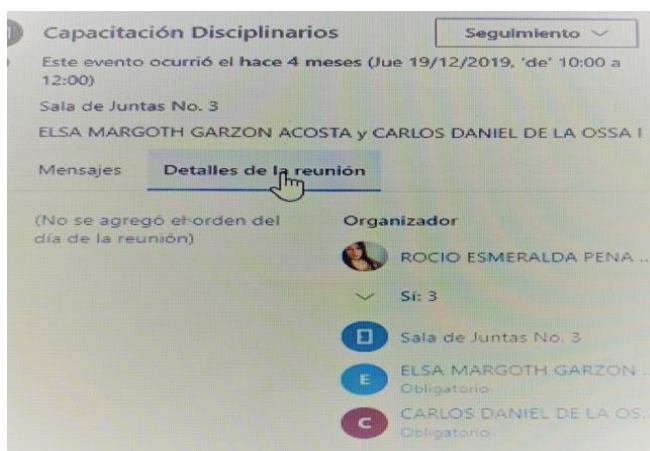 Capacitación Disciplinarios
Seguimiento
Este evento ocurrió el hace 4 meses (Jue 19/12/2019, 'de' 10:00 a
12:00)
Sala de Juntas No. 3
ELSA MARGOTH GARZON ACOSTA y CARLOS DANIEL DE LA OSSA
Mensajes
Detalles de la reunión
(No se agregó el orden del
día de la reunión)
Organizador
ROCIO ESMERALDA PENA ...
Sí: 3
Sala de Juntas No. 3
E
ELSA MARGOTH GARZON ...
Obligatorio
C
CARLOS DANIEL DE LA OS...
Obligatorio